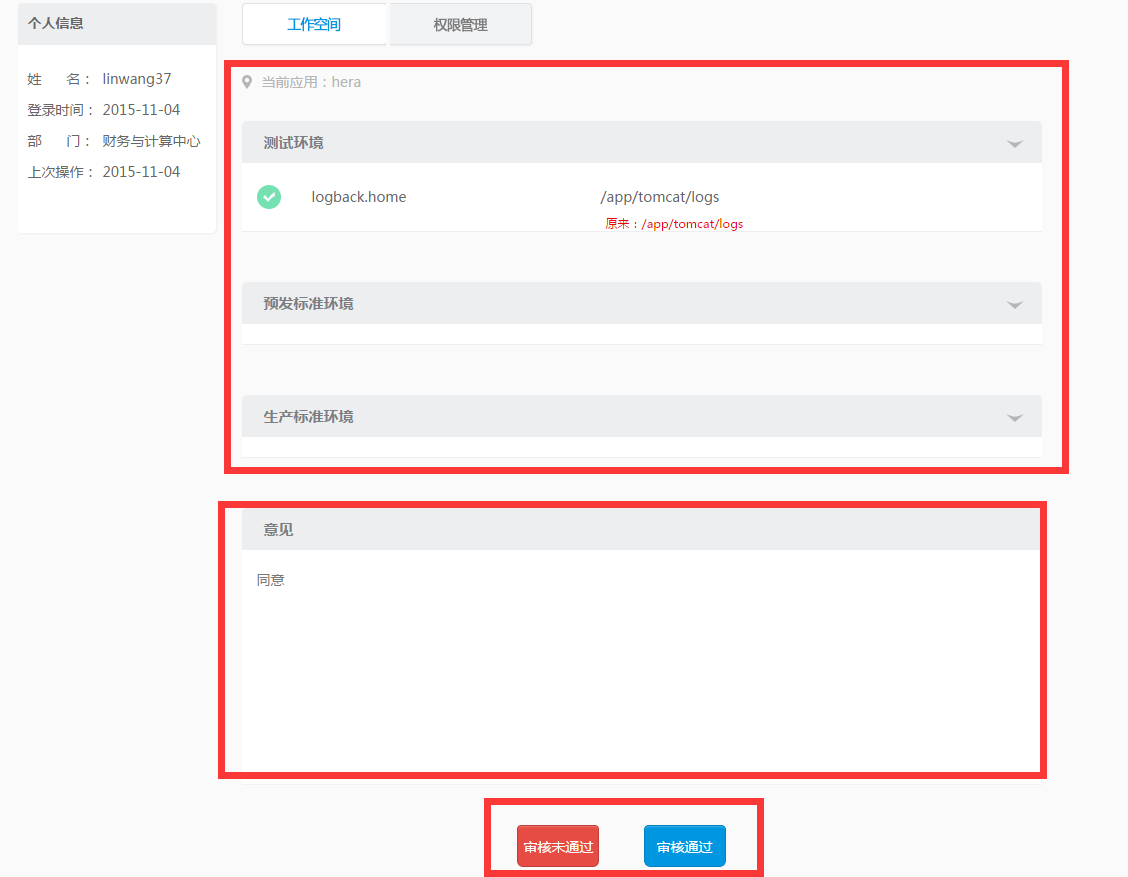 个人信息
姓 名： linwang37
登录时间： 2015-11-04
部 门： 财务与计算中心
上次操作： 2015-11-04
工作空间 权限管理
当前应用：hera
测试环境
logback.home /app/tomcat/logs
原来：/app/tomcat/logs
预发标准环境
生产标准环境
意见
同意
审核未通过 审核通过